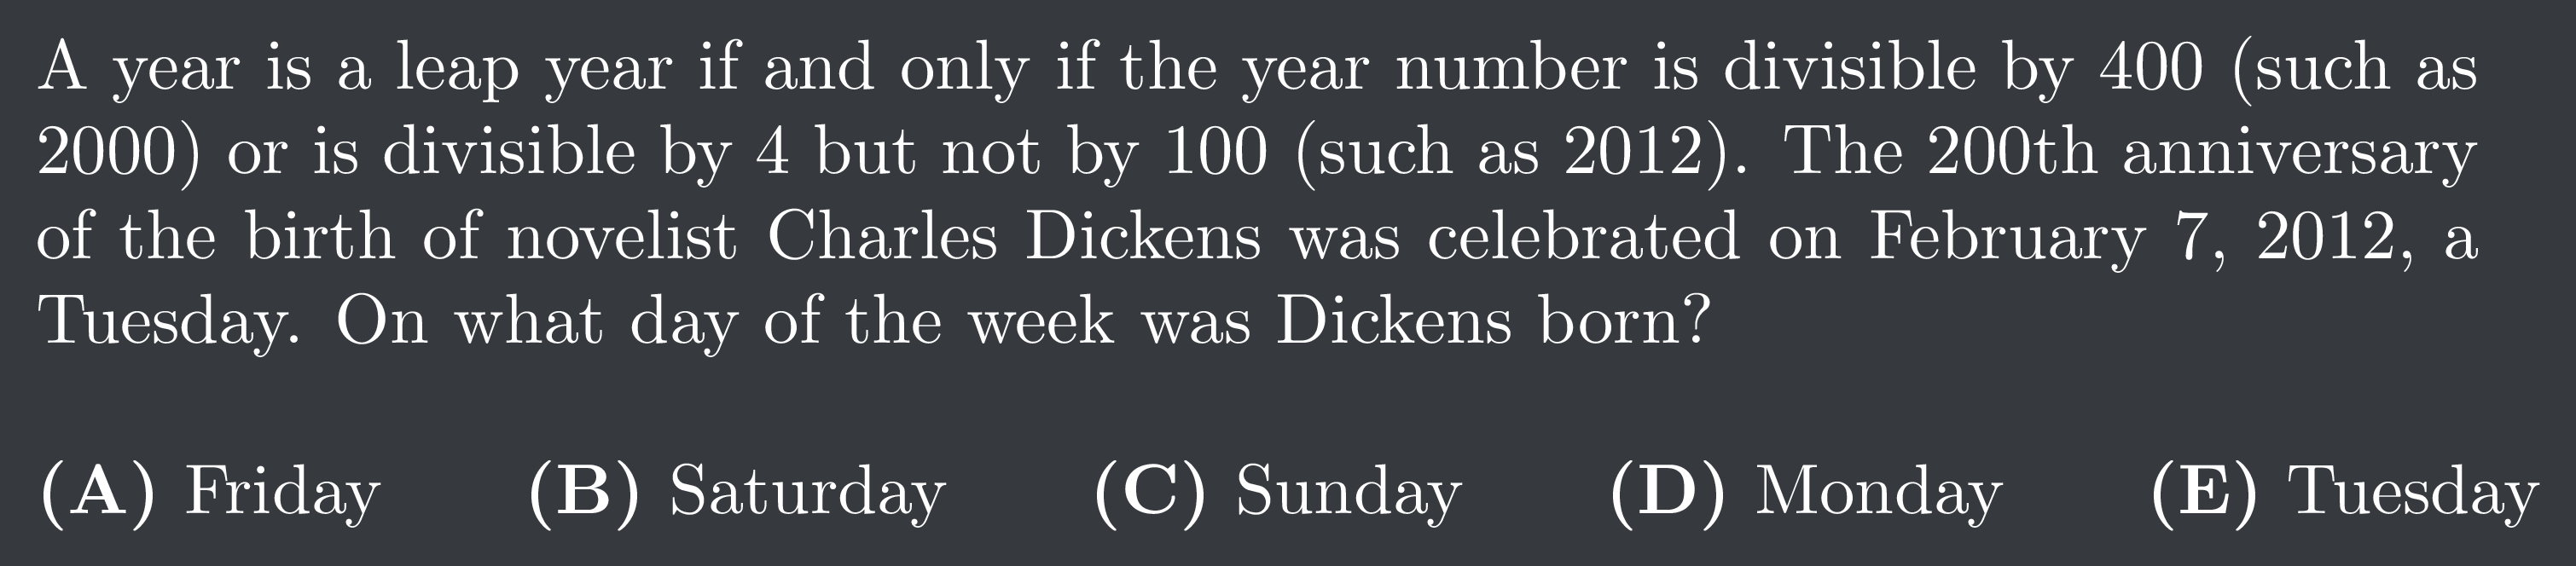 A year is a leap year if and only if the year number is divisible by 400 (such as
2000) or is divisible by 4 but not by 100 (such as 2012). The 200th anniversary
of the birth of novelist Charles Dickens was celebrated on February 7, 2012, a
Tuesday. On what day of the week was Dickens born?
(A) Friday (B) Saturday (C) Sunday (D) Monday (E) Tuesday